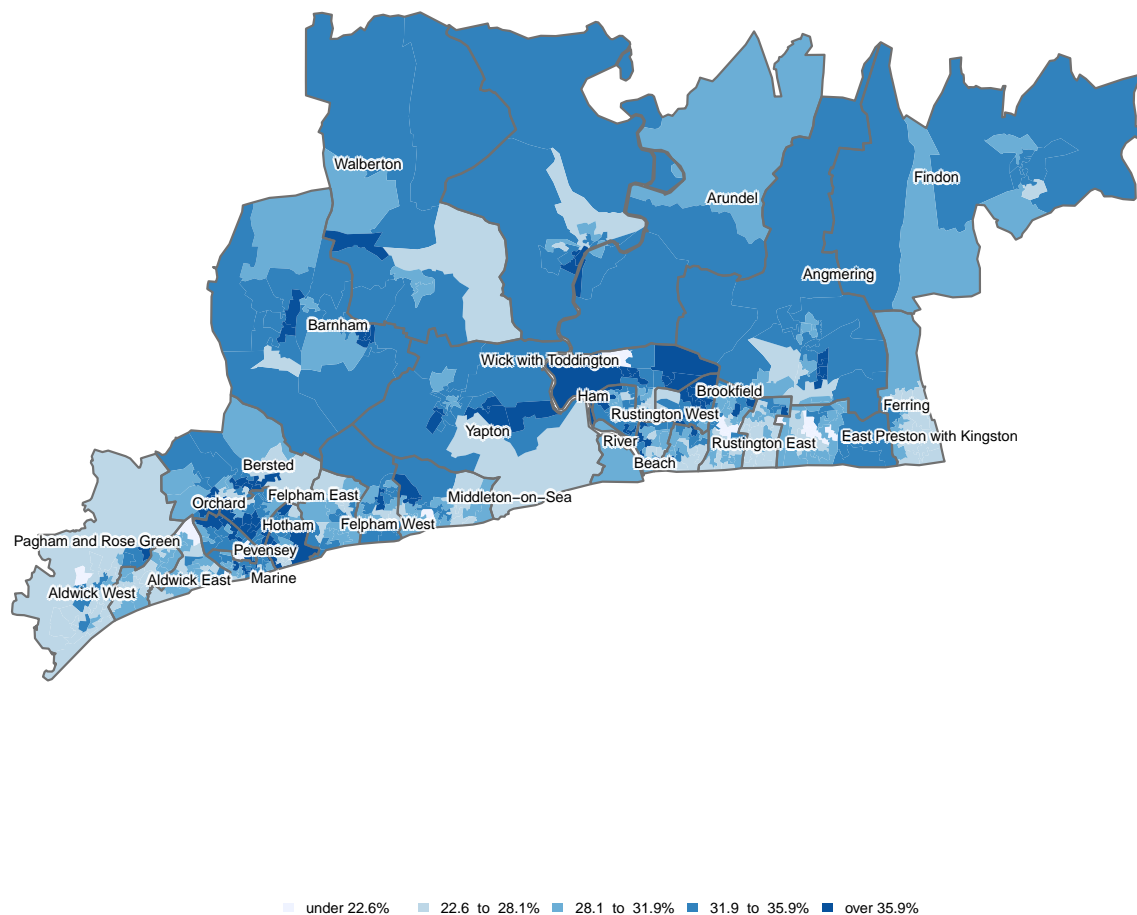 Walberton
Findon
Arundel
Angmering
Barnham
Wick with Toddington
Brookfield
Ham
Ferring
Rustington West
Yapton
East Preston with Kingston
River
Rustington East
Beach
Bersted
Felpham East
Middleton−on−Sea
Orchard
Hotham
Felpham West
Pagham and Rose Green
Pevensey
Aldwick East
Marine
Aldwick West
under 22.6% 22.6 to 28.1% 28.1 to 31.9% 31.9 to 35.9% over 35.9%